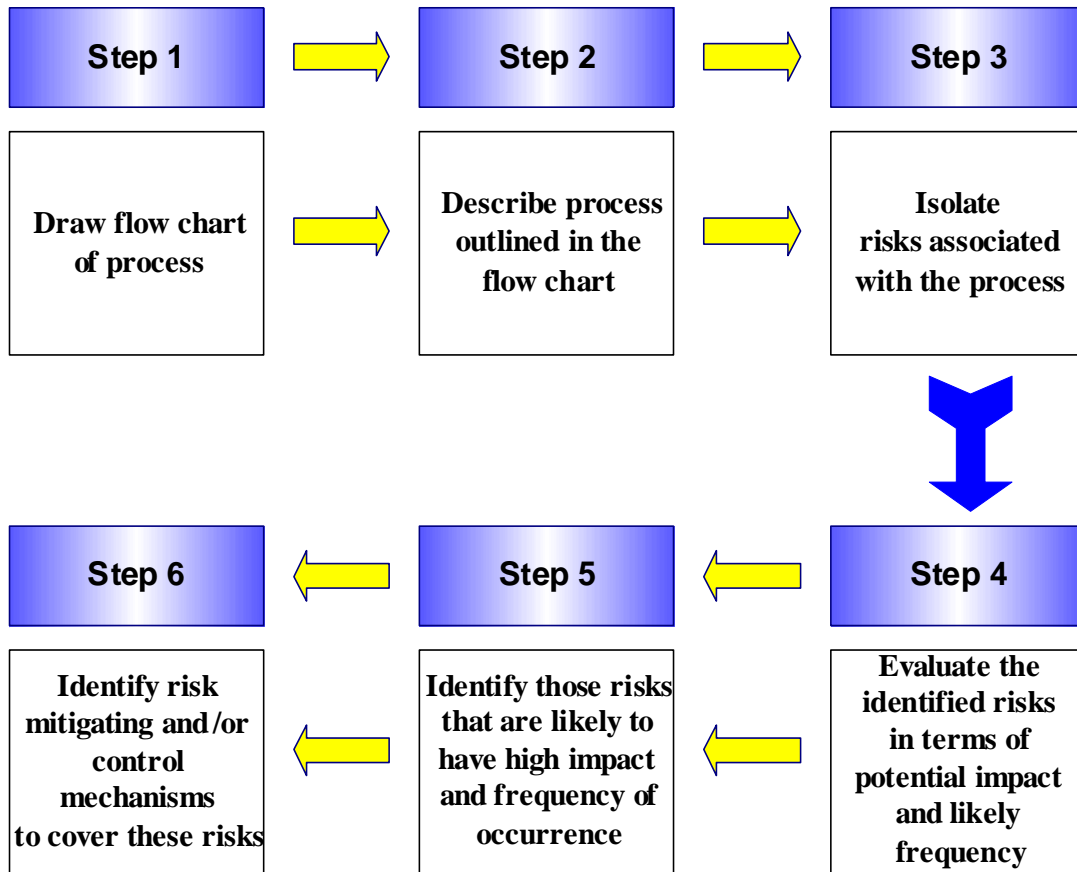 Step 1
Step 2
Step 3
Draw flow chart
of process
Describe process
outlined in the
flow chart
Isolate
risks associated
with the process
Step 4
Evaluate the
identified risks
in terms of
potential impact
and likely
frequency
Step 5
Identify those risks
that are likely to
have high impact
and frequency of
occurrence
Step 6
Identify risk
mitigating and/or
control
mechanisms
to cover these risks